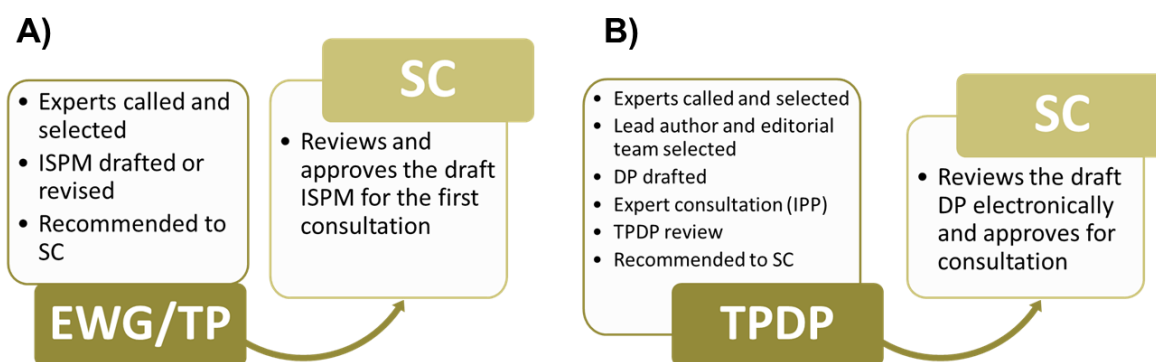 A)
SC
• Experts called and
selected
• ISPM drafted or
revised
• Recommended to
SC
• Reviews and
approves the draft
ISPM for the first
consultation
EWG/TP
B)
SC
• Experts called and selected
• Lead author and editorial
team selected
• DP drafted
• Expert consultation (IPP)
• TPDP review
• Recommended to SC
• Reviews the draft
DP electronically
and approves for
consultation
TPDP